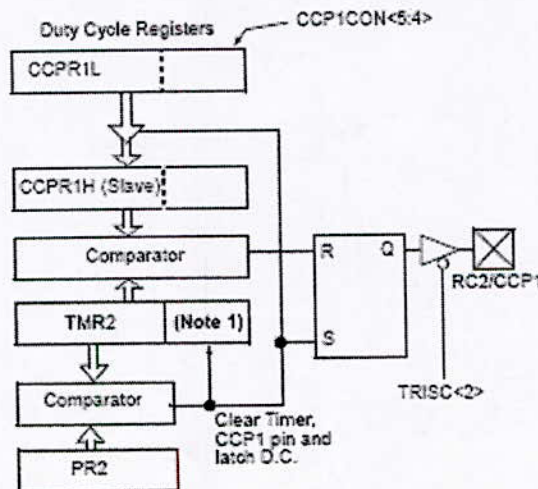 CCP1CON<5:4>
Duty Cycle Registers
CCPR1L
CCPR1H (Slave)
Comparator
R
Q
RC2/CCP1
TMR2
(Note 1)
S
TRISC<2>
Comparator
Clear Timer,
CCP1 pin and
latch D.C.
PR2